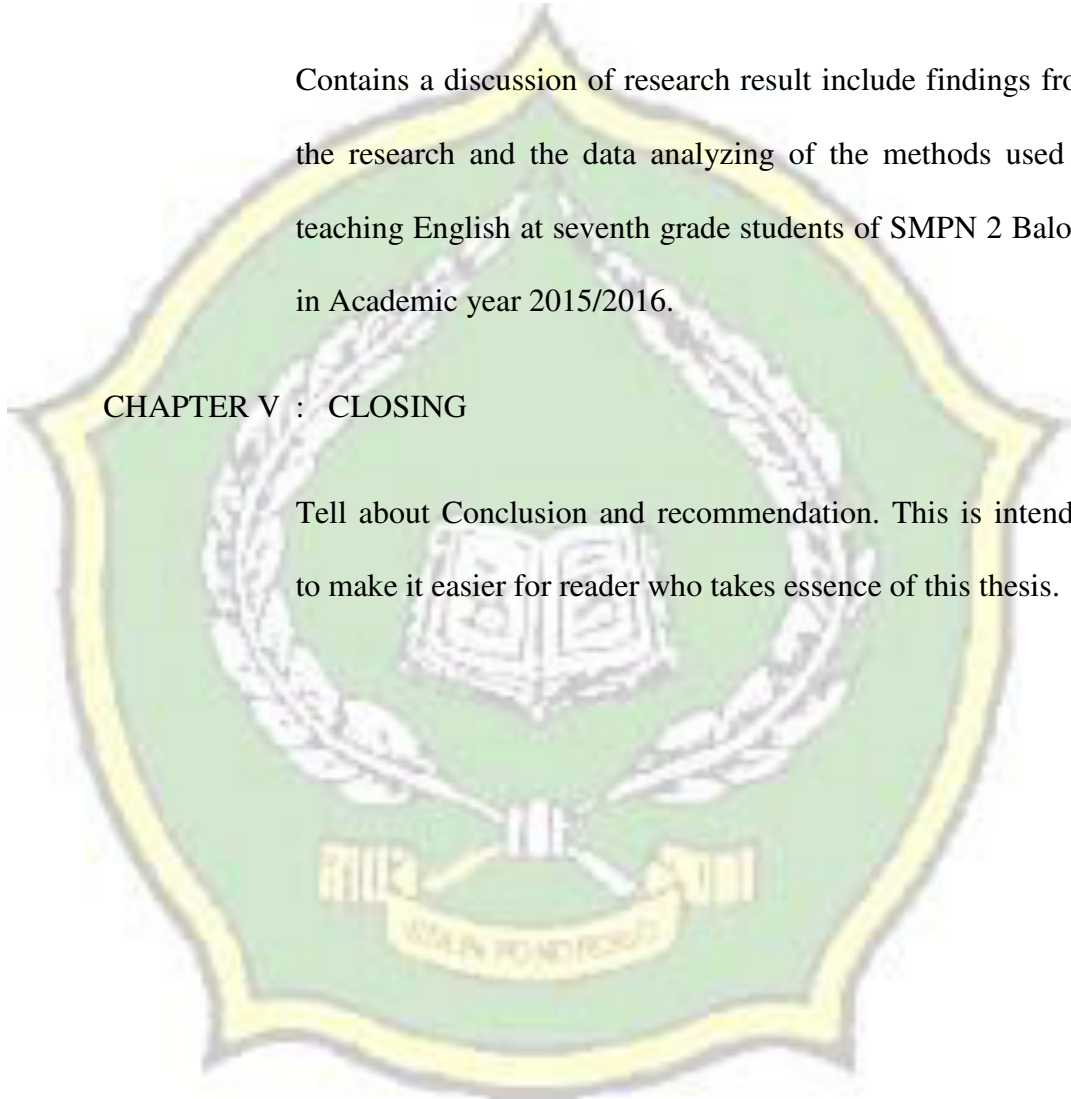 Contains a discussion of research result include findings fro
the research and the data analyzing of the methods used
teaching English at seventh grade students of SMPN 2 Balo
in Academic year 2015/2016.
CHAPTER V : CLOSING
Tell about Conclusion and recommendation. This is intend
to make it easier for reader who takes essence of this thesis.
PONOROGO